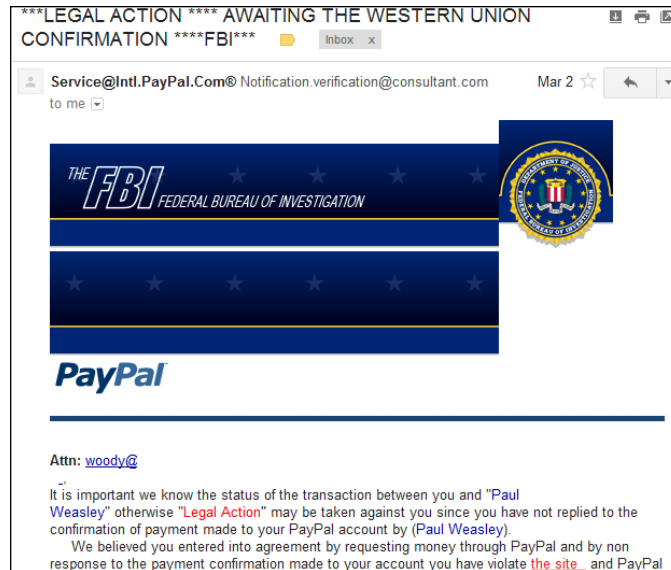 ***LEGAL ACTION **** AWAITING THE WESTERN UNION
CONFIRMATION ****FBI***
Inbox x
Service@Intl.PayPal.Com® Notification.verification@consultant.com Mar 2
to me
THE FBI FEDERAL BUREAU OF INVESTIGATION
DEPARTMENT OF JUSTICE
FEDERAL BUREAU OF INVESTIGATION
PayPal
Attn: woody@
It is important we know the status of the transaction between you and "Paul
Weasley" otherwise "Legal Action" may be taken against you since you have not replied to the
confirmation of payment made to your PayPal account by (Paul Weasley).
We believed you entered into agreement by requesting money through PayPal and by non
response to the payment confirmation made to your account you have violate the site and PayPal